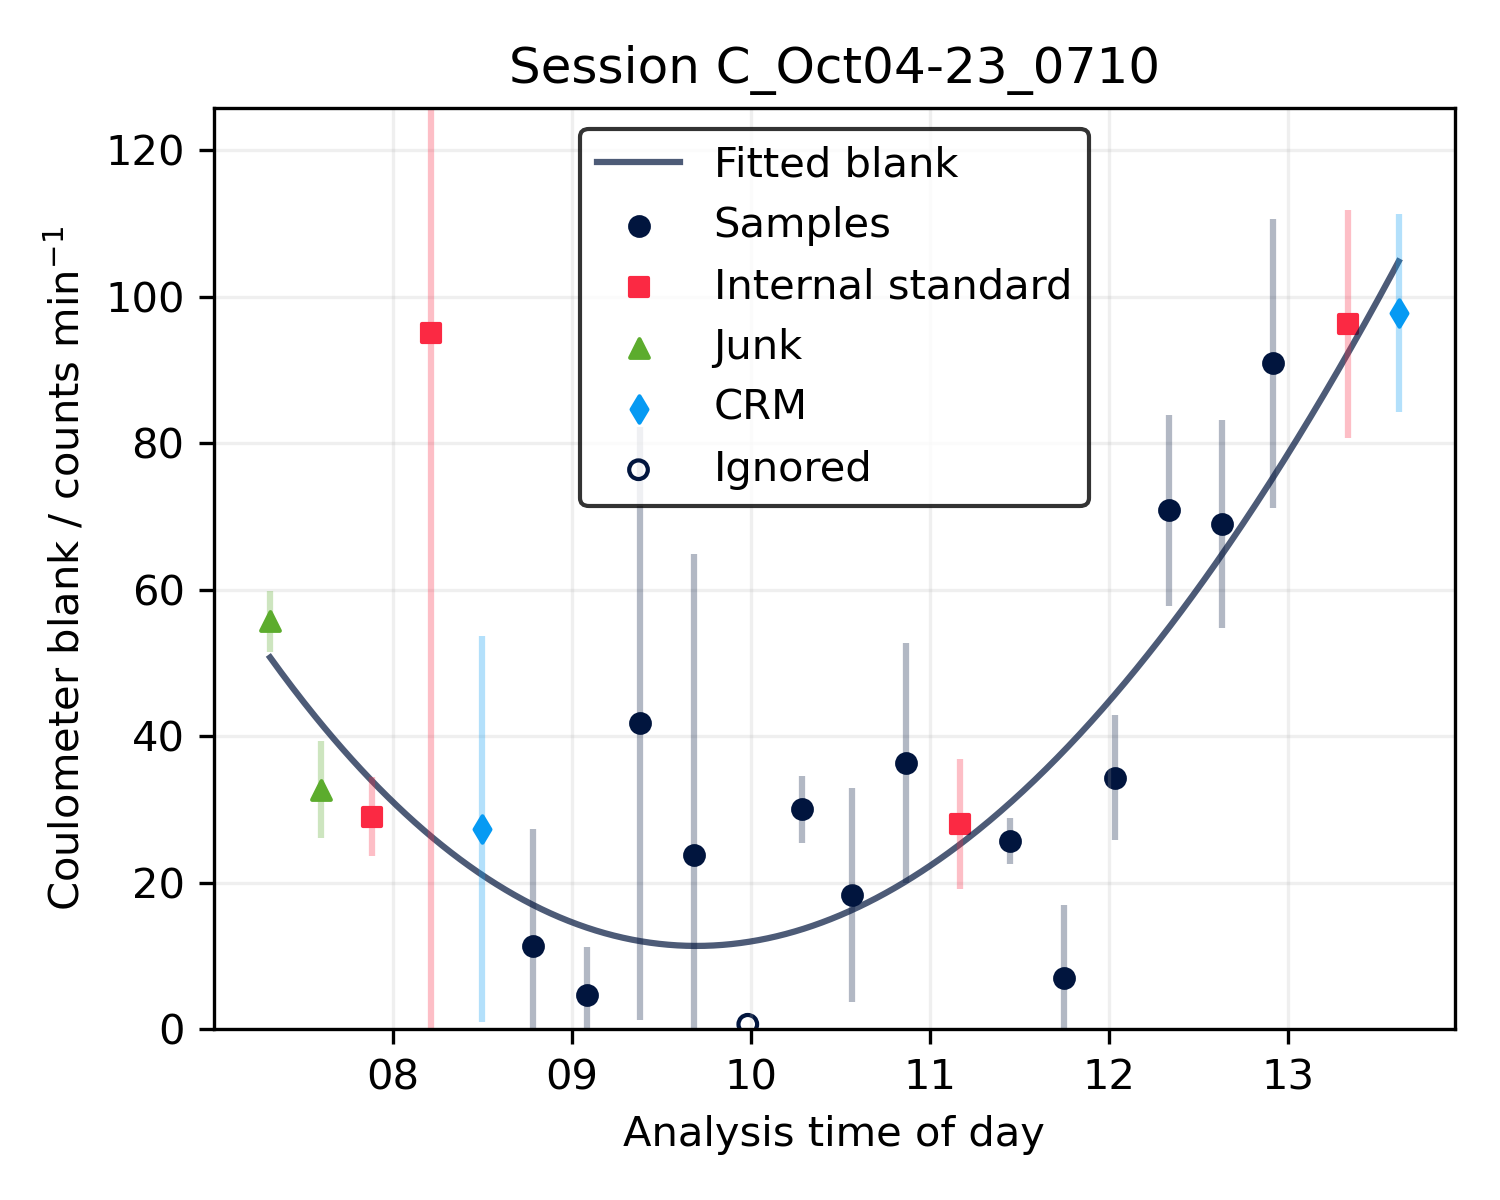 Session C_Oct04-23_0710
Coulometer blank / counts min⁻¹
120
100
80
60
40
20
0
Fitted blank
Samples
Internal standard
Junk
CRM
Ignored
08 09 10 11 12 13
Analysis time of day